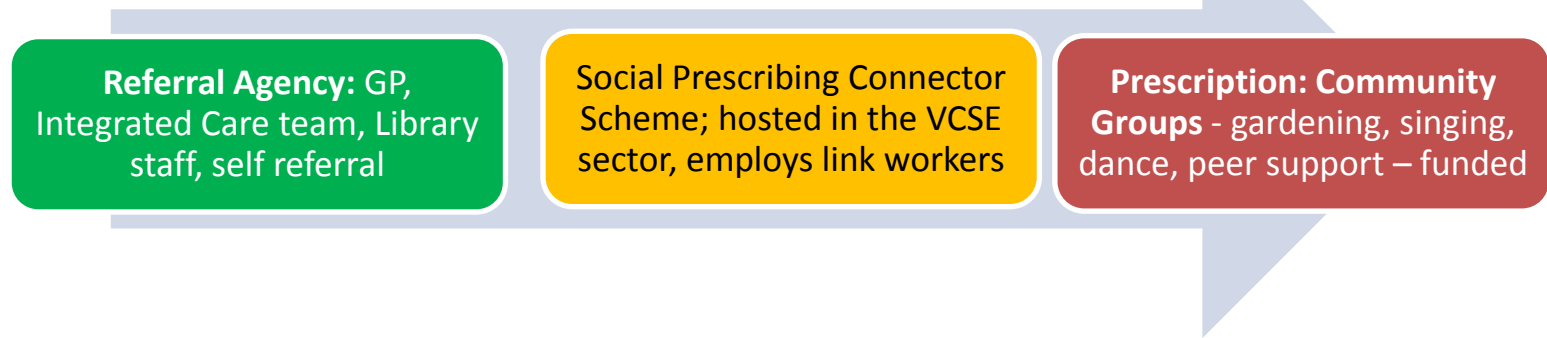 Referral Agency: GP,
Integrated Care team, Library
staff, self referral
Social Prescribing Connector
Scheme; hosted in the VCSE
sector, employs link workers
Prescription: Community
Groups - gardening, singing,
dance, peer support – funded